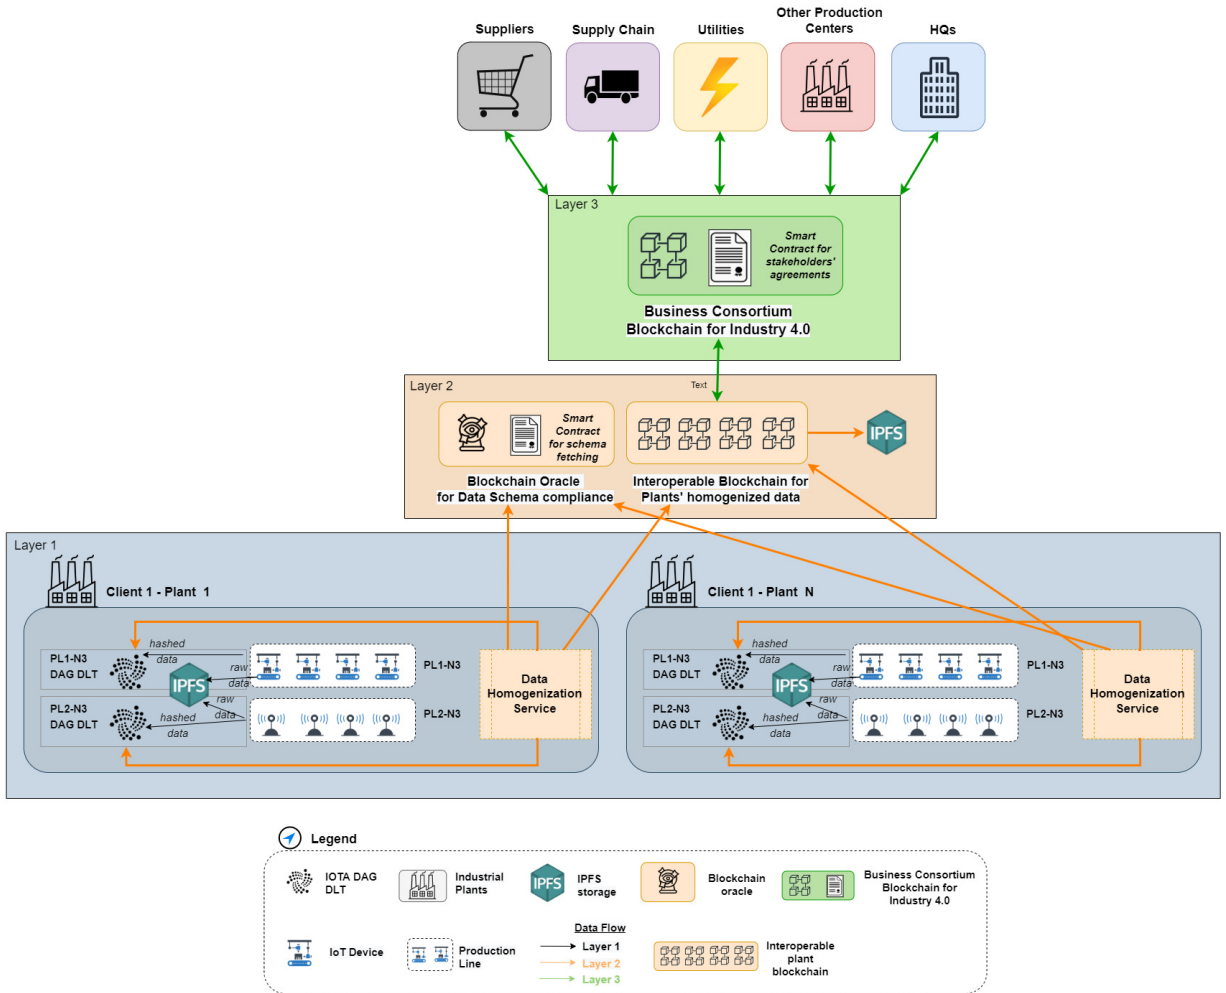 Suppliers
Supply Chain
Utilities
Other Production
Centers
HQs
Layer 3
Smart
Contract for
stakeholders'
agreements
Business Consortium
Blockchain for Industry 4.0
Layer 2
Text
Smart
Contract
for schema
fetching
IPFS
Blockchain Oracle
for Data Schema compliance
Interoperable Blockchain for
Plants' homogenized data
Layer 1
Client 1 - Plant 1
PL1-N3
DAG DLT
hashed
data
IPFS
raw
data
PL1-N3
PL2-N3
DAG DLT
hashed
data
raw
data
PL2-N3
Data
Homogenization
Service
Client 1 - Plant N
PL1-N3
DAG DLT
hashed
data
IPFS
raw
data
PL1-N3
PL2-N3
DAG DLT
hashed
data
raw
data
PL2-N3
Data
Homogenization
Service
Legend
IOTA DAG
DLT
Industrial
Plants
IPFS
IPFS
storage
Blockchain
oracle
Business Consortium
Blockchain for
Industry 4.0
IoT Device
Production
Line
Data Flow
Layer 1
Layer 2
Layer 3
Interoperable
plant
blockchain